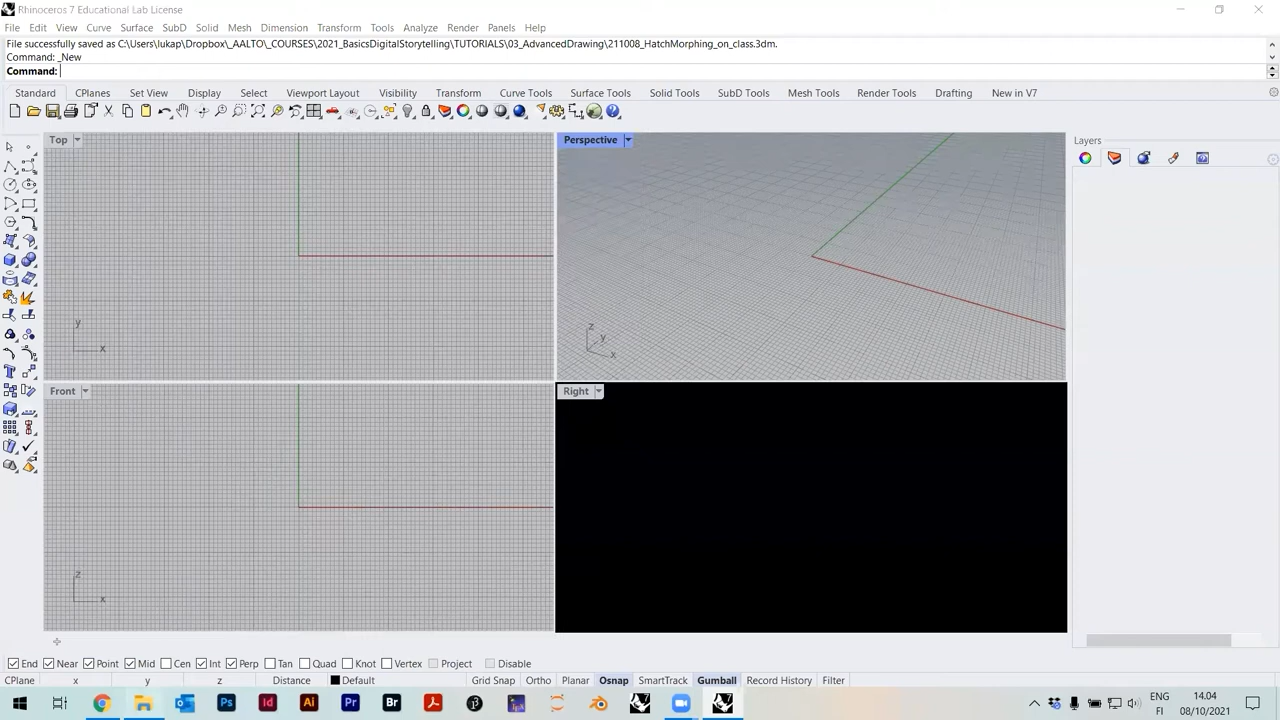 Rhinoceros 7 Educational Lab License
File Edit View Curve Surface SubD Solid Mesh Dimension Transform Tools Analyze Render Panels Help
File successfully saved as C:\Users\lukap\Dropbox\_AALTO\_COURSES\2021_BasicsDigitalStorytelling\TUTORIALS\03_AdvancedDrawing\211008_HatchMorphing_on_class.3dm.
Command: _New
Command:
Standard CPlanes Set View Display Select Viewport Layout Visibility Transform Curve Tools Surface Tools Solid Tools SubD Tools Mesh Tools Render Tools Drafting New in V7
Top
Perspective
Layers
y
x
z
y
x
Front
Right
z
x
End Near Point Mid Cen Int Perp Tan Quad Knot Vertex Project Disable
CPlane x y z Distance Default Grid Snap Ortho Planar Osnap SmartTrack Gumball Record History Filter
Ps Id Ai Pr Br
ENG
FI
14.04
08/10/2021